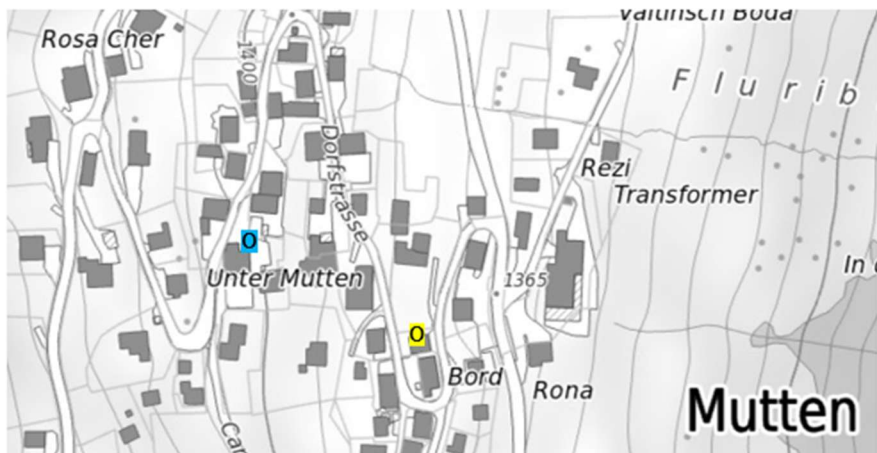 Valtinsch Boda
Rosa Cher
1400
F l u r i b
Dorfstrasse
Rezi
Transformer
O
Unter Mutten
In
1365
O
Bord
Rona
Mutten